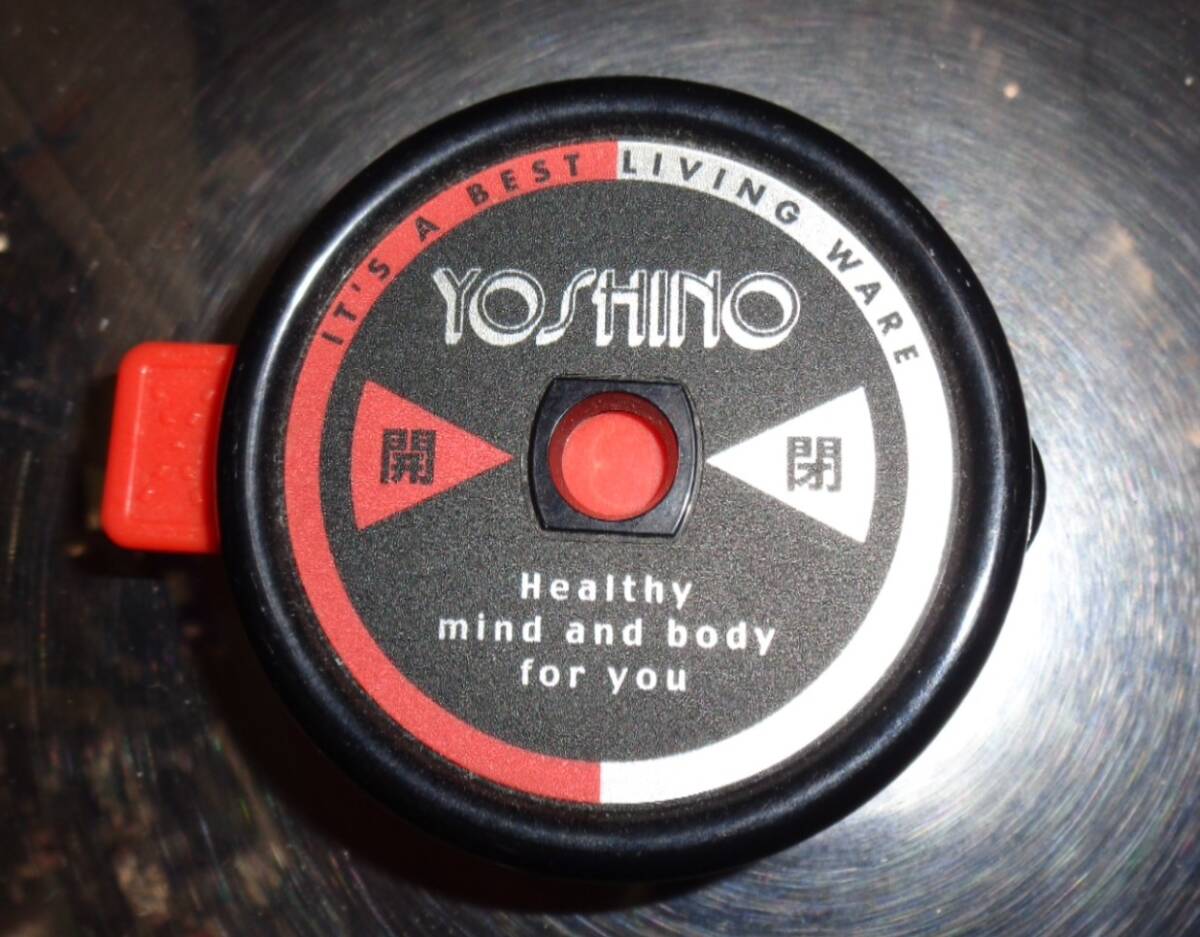 IT'S A BEST LIVING WARE
YOSHINO
開
閉
Healthy
mind and body
for you